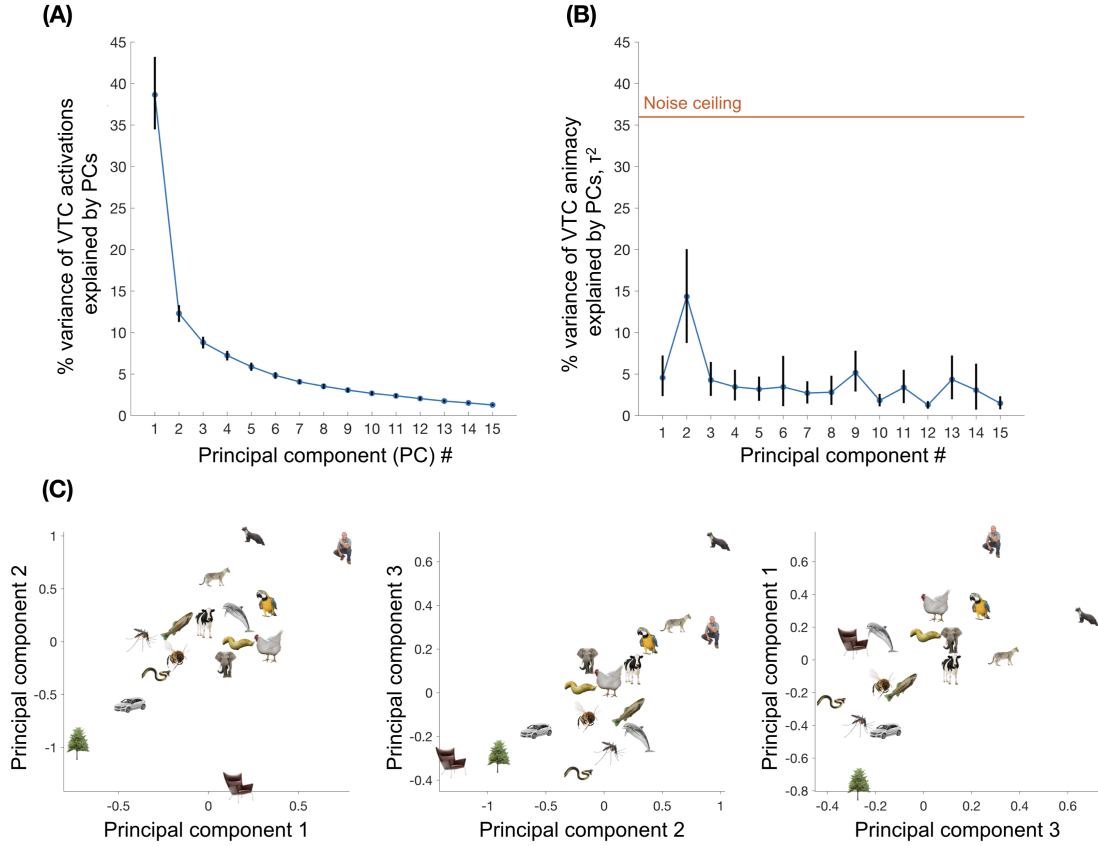 (A)
% variance of VTC activations
explained by PCs
45
40
35
30
25
20
15
10
5
0
1 2 3 4 5 6 7 8 9 10 11 12 13 14 15
Principal component (PC) #
(B)
% variance of VTC animacy
explained by PCs, τ²
45
40
35
30
25
20
15
10
5
0
Noise ceiling
1 2 3 4 5 6 7 8 9 10 11 12 13 14 15
Principal component #
(C)
Principal component 2
1
0.5
0
-0.5
-1
-0.5 0 0.5
Principal component 1
Principal component 3
0.6
0.4
0.2
0
-0.2
-0.4
-1 -0.5 0 0.5 1
Principal component 2
Principal component 1
0.6
0.4
0.2
0
-0.2
-0.4
-0.6
-0.8
-0.4 -0.2 0 0.2 0.4 0.6
Principal component 3